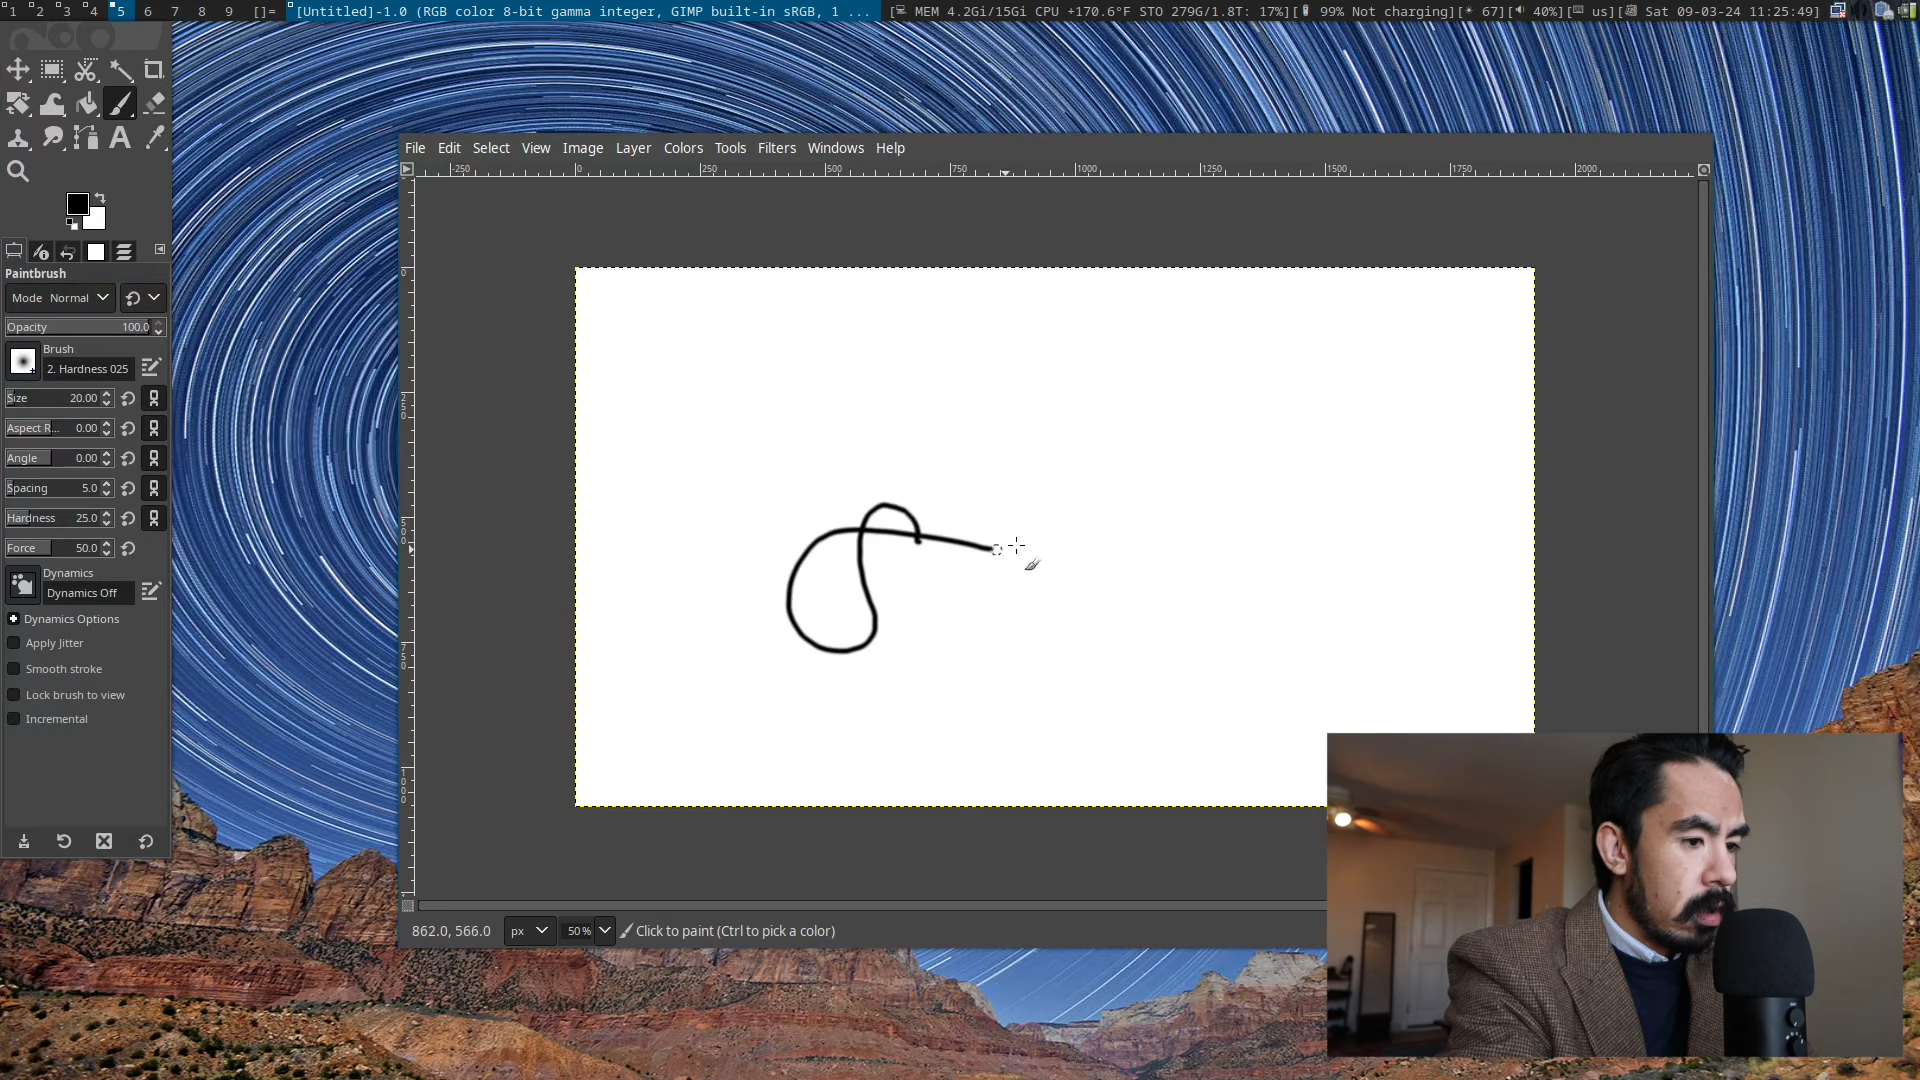 1 2 3 4 5 6 7 8 9 []= [Untitled]-1.0 (RGB color 8-bit gamma integer, GIMP built-in sRGB, 1 ... [ MEM 4.2Gi/15Gi CPU +170.6°F STO 279G/1.8T: 17%][ 99% Not charging][ 67][ 40%][ us][ Sat 09-03-24 11:25:49]
File Edit Select View Image Layer Colors Tools Filters Windows Help
-250 0 250 500 750 1000 1250 1500 1750 2000
0
250
500
750
1000
Paintbrush
Mode Normal
Opacity 100.0
Brush
2. Hardness 025
Size 20.00
Aspect R... 0.00
Angle 0.00
Spacing 5.0
Hardness 25.0
Force 50.0
Dynamics
Dynamics Off
Dynamics Options
Apply Jitter
Smooth stroke
Lock brush to view
Incremental
862.0, 566.0 px 50 % Click to paint (Ctrl to pick a color)